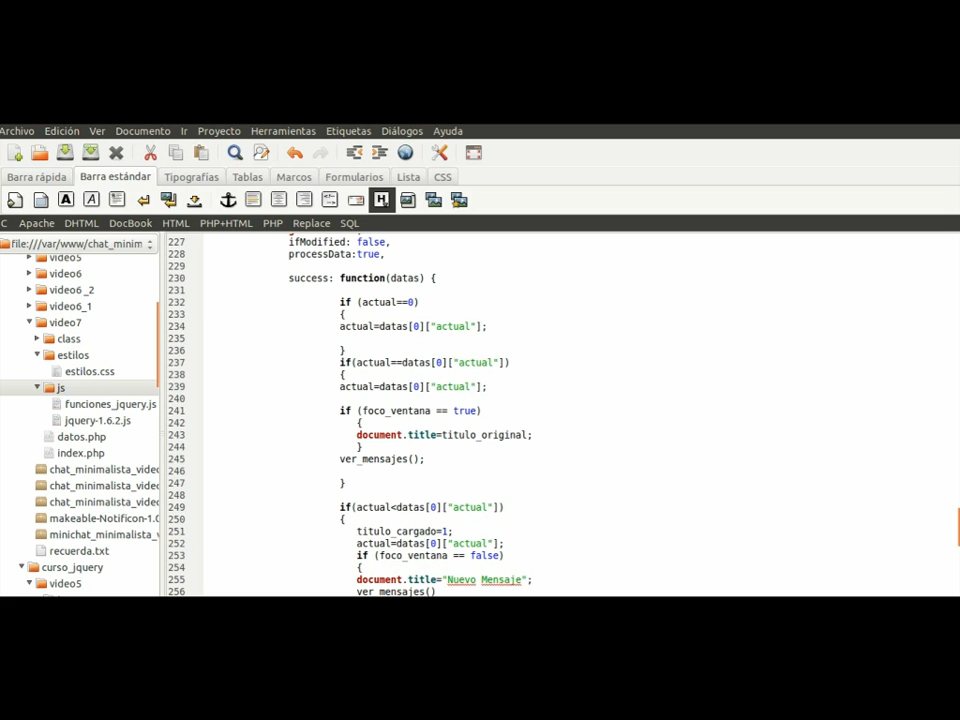 Archivo Edición Ver Documento Ir Proyecto Herramientas Etiquetas Diálogos Ayuda
Barra rápida Barra estándar Tipografías Tablas Marcos Formularios Lista CSS
C Apache DHTML DocBook HTML PHP+HTML PHP Replace SQL
file:///var/www/chat_minim
video5
video6
video6_2
video6_1
video7
class
estilos
estilos.css
js
funciones_jquery.js
jquery-1.6.2.js
datos.php
index.php
chat_minimalista_video
chat_minimalista_video
chat_minimalista_video
makeable-Notificon-1.0
minichat_minimalista_v
recuerda.txt
curso_jquery
video5
227 ifModified: false,
228 processData:true,
229
230 success: function(datas) {
231
232 if (actual==0)
233 {
234 actual=datas[0]["actual"];
235
236 }
237 if(actual==datas[0]["actual"])
238 {
239 actual=datas[0]["actual"];
240
241 if (foco_ventana == true)
242 {
243 document.title=titulo_original;
244 }
245 ver_mensajes();
246
247 }
248
249 if(actual<datas[0]["actual"])
250 {
251 titulo_cargado=1;
252 actual=datas[0]["actual"];
253 if (foco_ventana == false)
254 {
255 document.title="Nuevo Mensaje";
256 ver_mensajes()